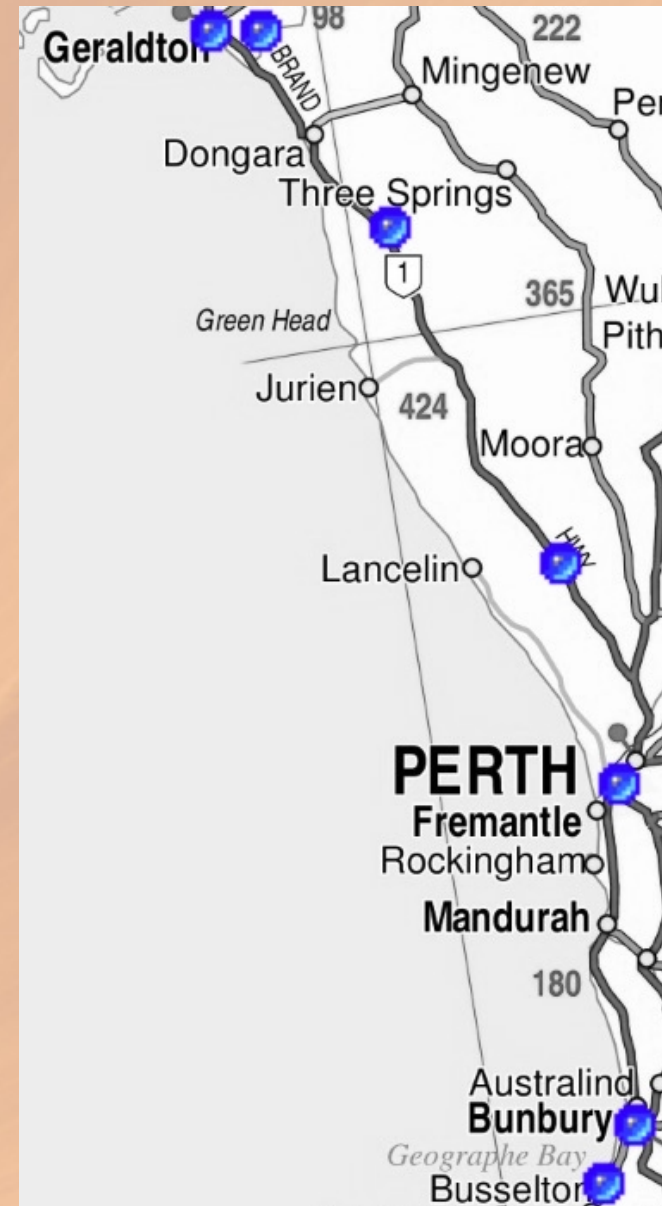 98
222
Geraldton
BRAND
Mingenew
Dongara
Three Springs
1
365
Green Head
Jurien
424
Moora
HWY
Lancelin
PERTH
Fremantle
Rockingham
Mandurah
180
Australind
Bunbury
Geographe Bay
Busselton